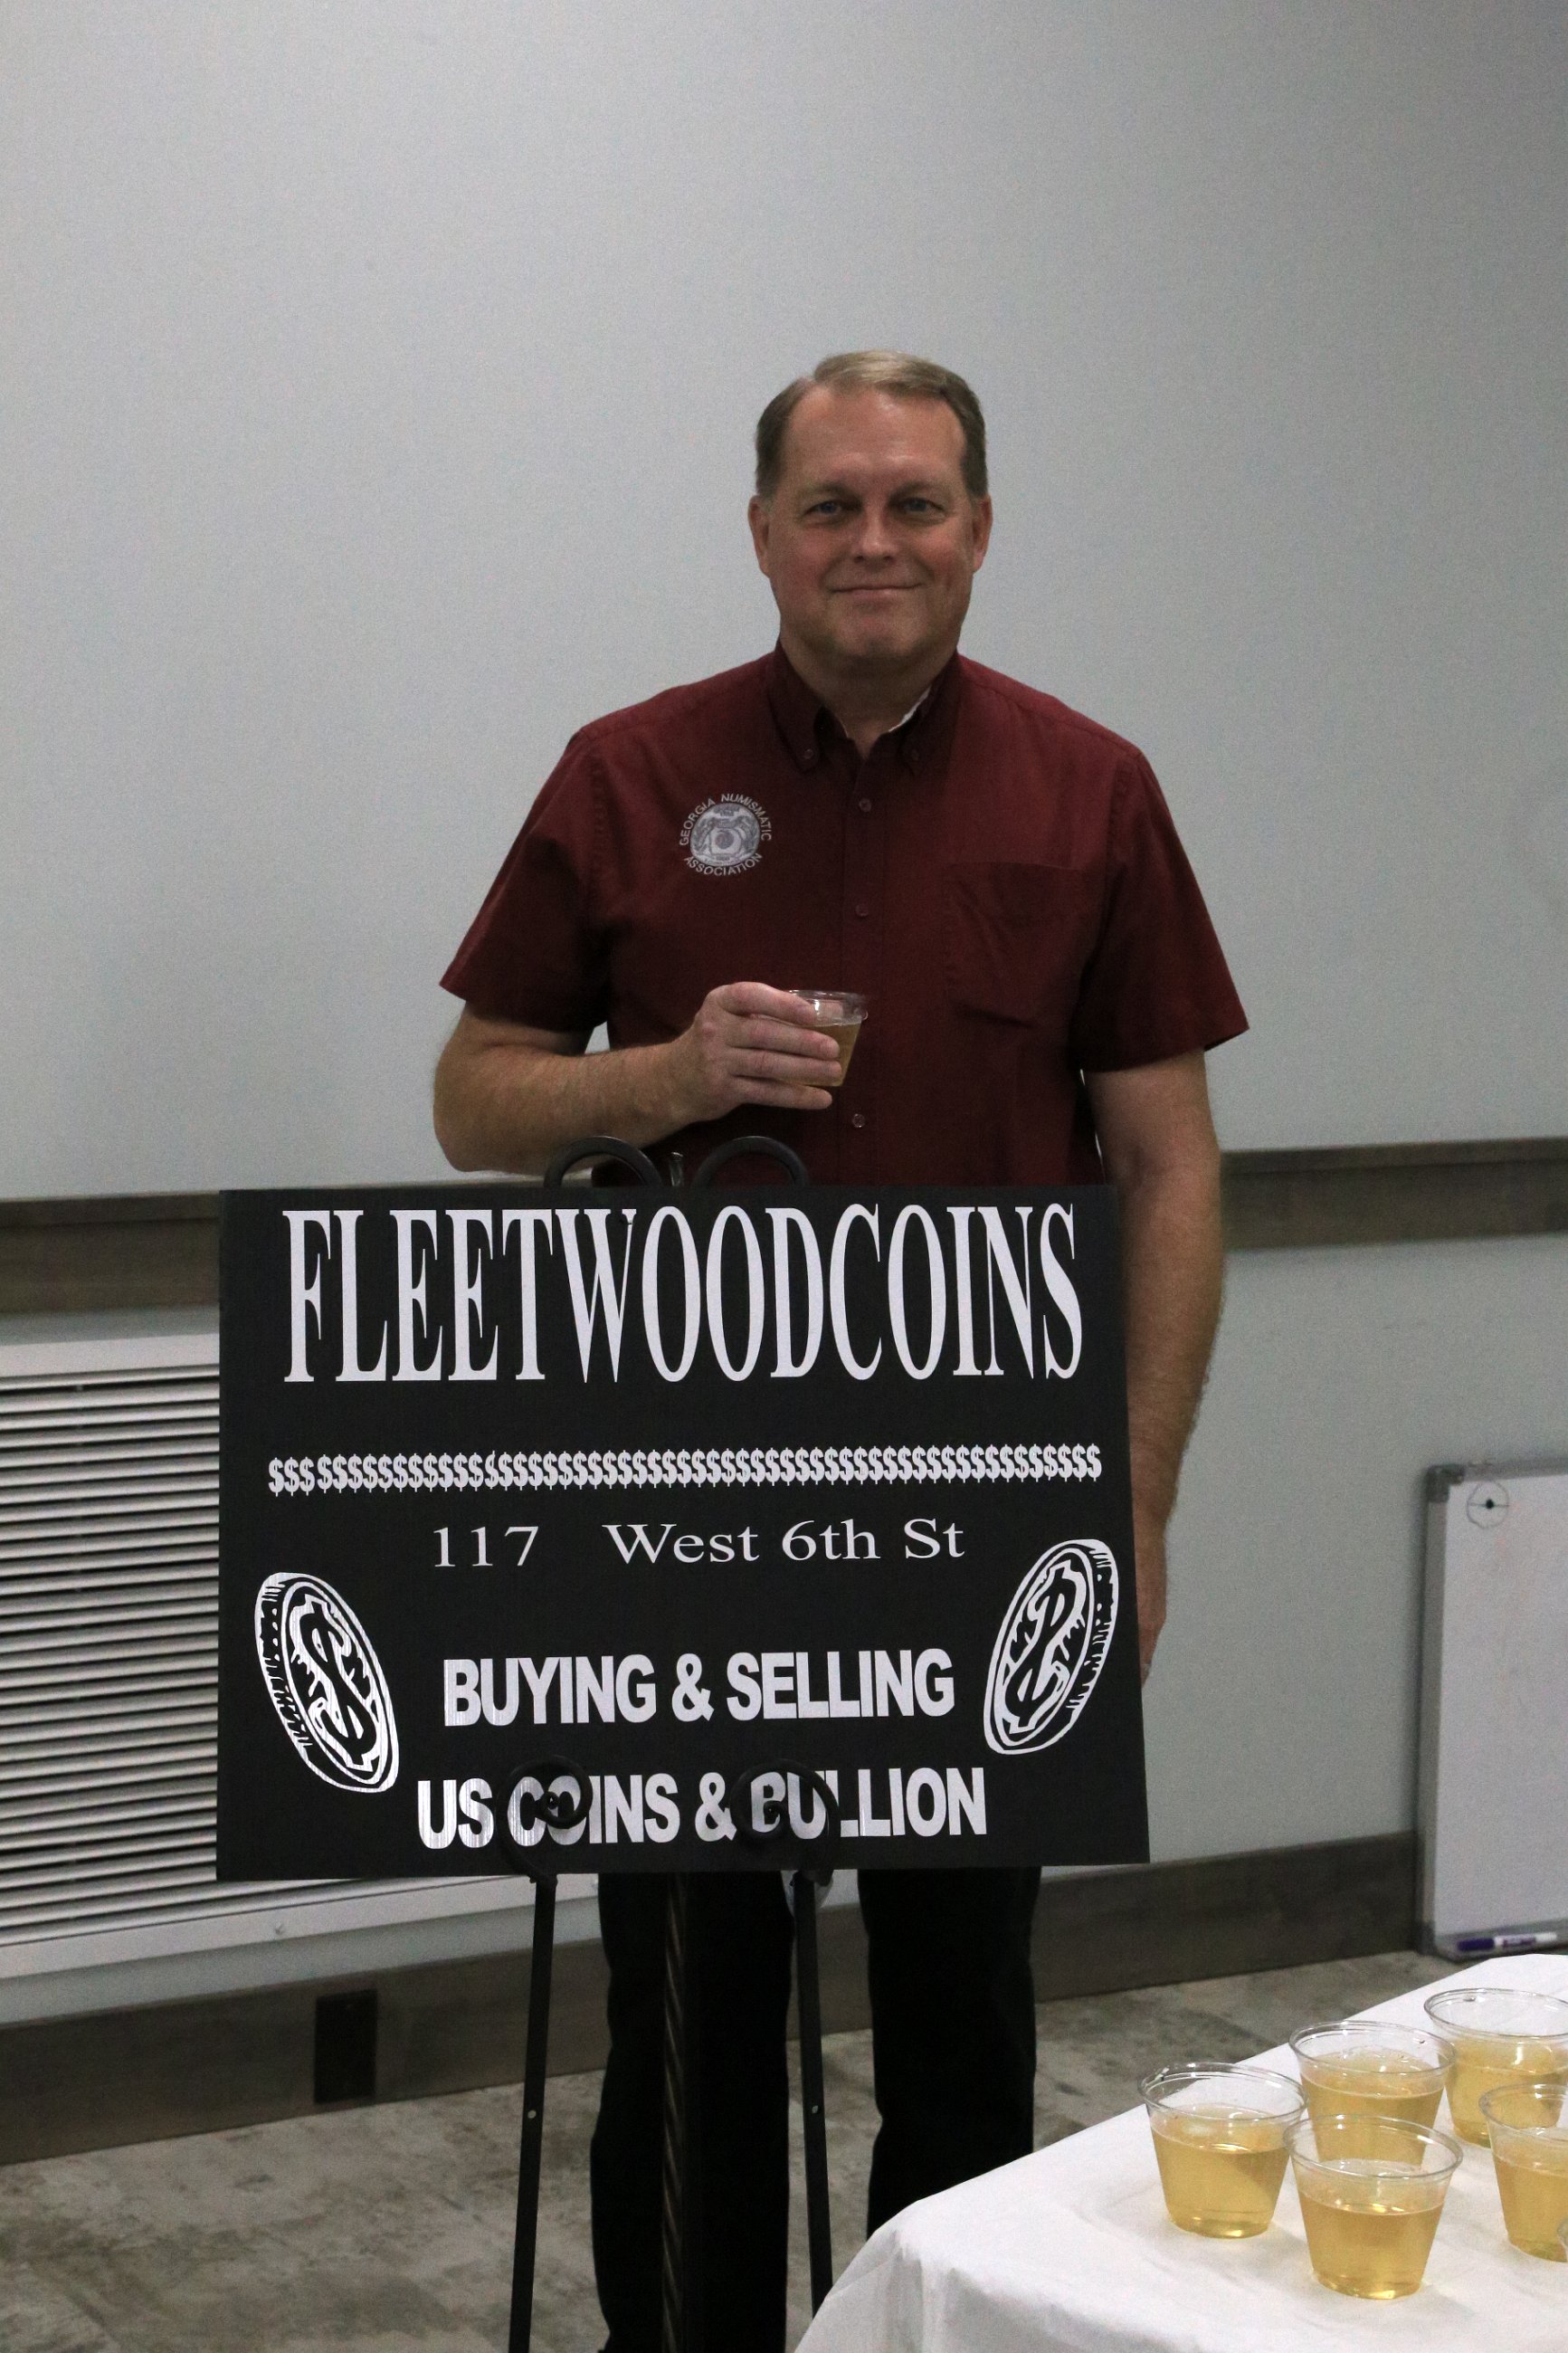 GEORGIA NUMISMATIC
ASSOCIATION
FLEETWOODCOINS
$$$$$$$$$$$$$$$$$$$$$$$$$$$$$$$$$$$$$$$$$$$$$$$$$$$$$$$$
117 West 6th St
BUYING & SELLING
US COINS & BULLION